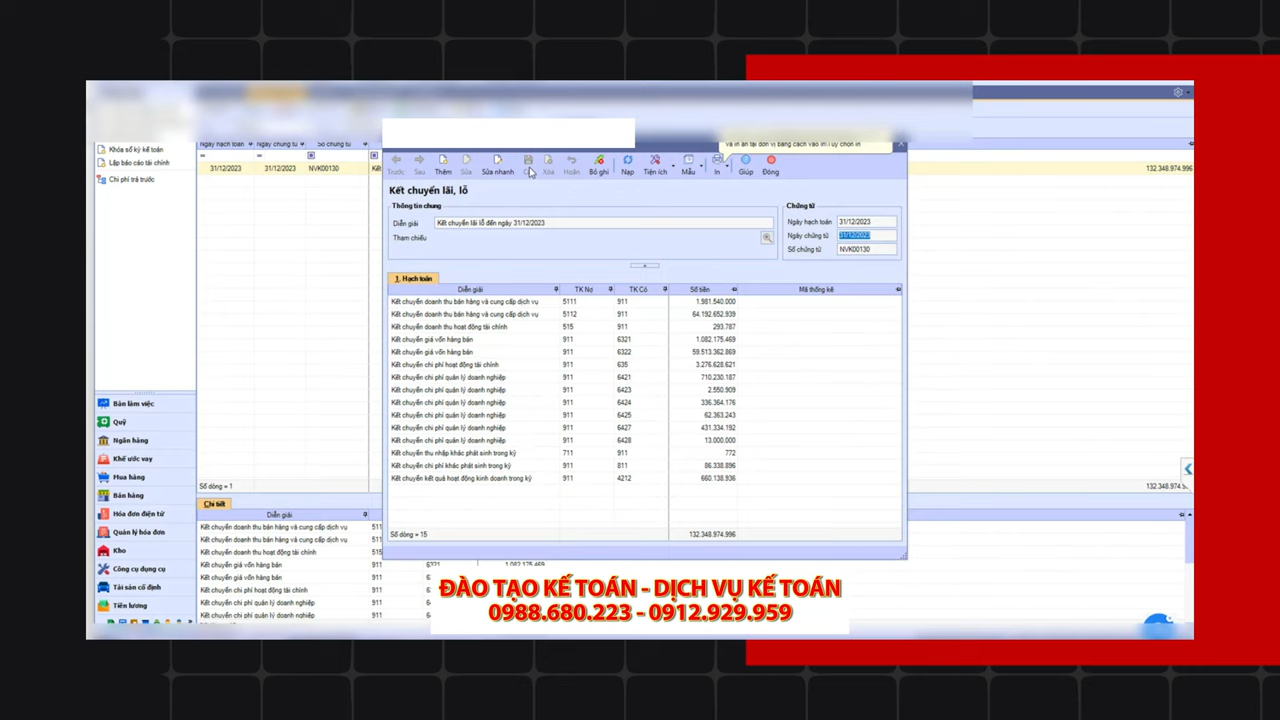 Khóa sổ kỳ kế toán
Lập báo cáo tài chính
Chi phí trả trước
Ngày hạch toán Ngày chứng từ Số chứng từ
31/12/2023 31/12/2023 NVK00130
132.348.974.996
Trước Sau Thêm Sửa Sửa nhanh Xóa Hoãn Bỏ ghi Nạp Tiện ích Mẫu In Giúp Đóng
Kết chuyển lãi, lỗ
Thông tin chung
Diễn giải Kết chuyển lãi lỗ đến ngày 31/12/2023
Tham chiếu
Chứng từ
Ngày hạch toán 31/12/2023
Ngày chứng từ 31/12/2023
Số chứng từ NVK00130
1. Hạch toán
Diễn giải TK Nợ TK Có Số tiền Mã thống kê
Kết chuyển doanh thu bán hàng và cung cấp dịch vụ 5111 911 1.981.540.000
Kết chuyển doanh thu bán hàng và cung cấp dịch vụ 5112 911 64.192.652.939
Kết chuyển doanh thu hoạt động tài chính 515 911 293.787
Kết chuyển giá vốn hàng bán 911 6321 1.082.175.469
Kết chuyển giá vốn hàng bán 911 6322 59.513.362.869
Kết chuyển chi phí hoạt động tài chính 911 635 3.276.628.621
Kết chuyển chi phí quản lý doanh nghiệp 911 6421 710.230.187
Kết chuyển chi phí quản lý doanh nghiệp 911 6423 2.550.909
Kết chuyển chi phí quản lý doanh nghiệp 911 6424 336.364.176
Kết chuyển chi phí quản lý doanh nghiệp 911 6425 62.363.243
Kết chuyển chi phí quản lý doanh nghiệp 911 6427 431.334.192
Kết chuyển chi phí quản lý doanh nghiệp 911 6428 13.000.000
Kết chuyển thu nhập khác phát sinh trong kỳ 711 911 772
Kết chuyển chi phí khác phát sinh trong kỳ 911 811 86.338.896
Kết chuyển kết quả hoạt động kinh doanh trong kỳ 911 4212 660.138.936
Số dòng = 15 132.348.974.996
Bàn làm việc
Quỹ
Ngân hàng
Khế ước vay
Mua hàng
Bán hàng
Hóa đơn điện tử
Quản lý hóa đơn
Kho
Công cụ dụng cụ
Tài sản cố định
Tiền lương
Số dòng = 1
Chi tiết
Diễn giải
Kết chuyển doanh thu bán hàng và cung cấp dịch vụ
Kết chuyển doanh thu bán hàng và cung cấp dịch vụ
Kết chuyển doanh thu hoạt động tài chính
Kết chuyển giá vốn hàng bán
Kết chuyển giá vốn hàng bán
Kết chuyển chi phí hoạt động tài chính
Kết chuyển chi phí quản lý doanh nghiệp
Kết chuyển chi phí quản lý doanh nghiệp
ĐÀO TẠO KẾ TOÁN - DỊCH VỤ KẾ TOÁN
0988.680.223 - 0912.929.959